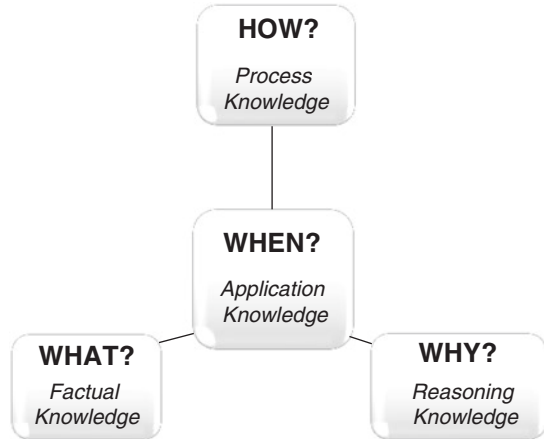 HOW?
Process
Knowledge
WHEN?
Application
Knowledge
WHAT?
Factual
Knowledge
WHY?
Reasoning
Knowledge